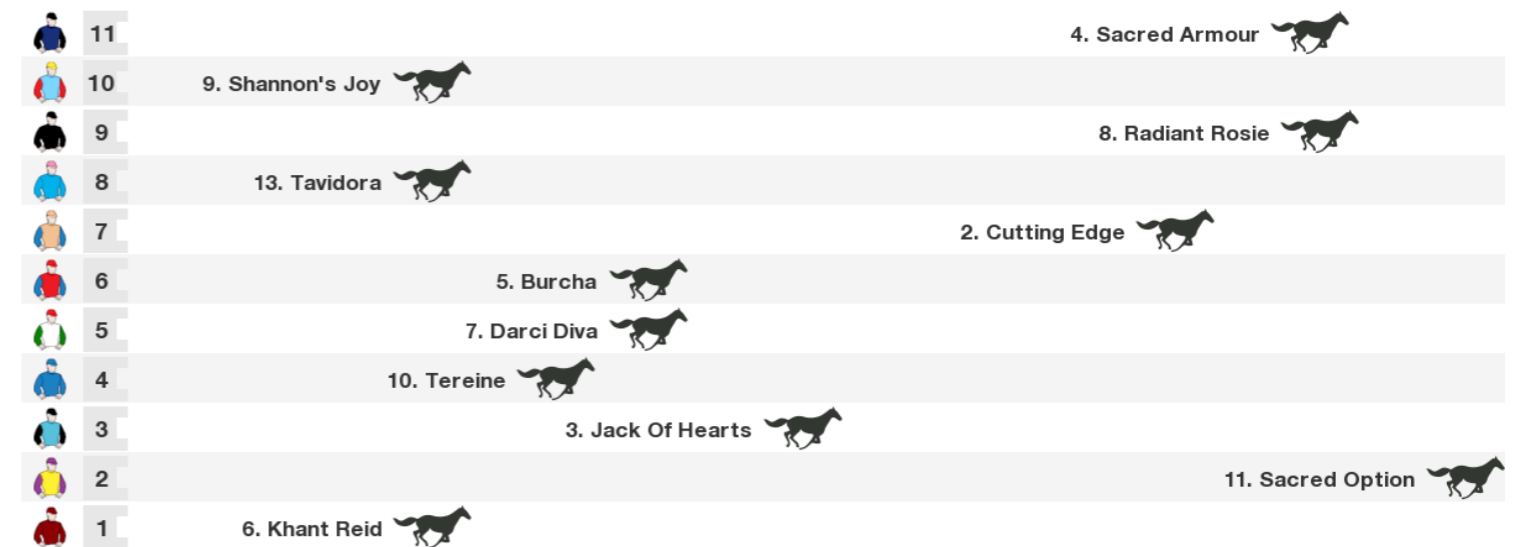 11 4. Sacred Armour
10 9. Shannon's Joy
9 8. Radiant Rosie
8 13. Tavidora
7 2. Cutting Edge
6 5. Burcha
5 7. Darci Diva
4 10. Tereine
3 3. Jack Of Hearts
2 11. Sacred Option
1 6. Khant Reid